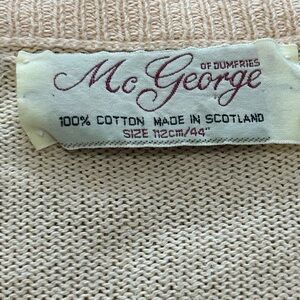 Mc George
OF DUMFRIES
100% COTTON MADE IN SCOTLAND
SIZE 112cm/44"